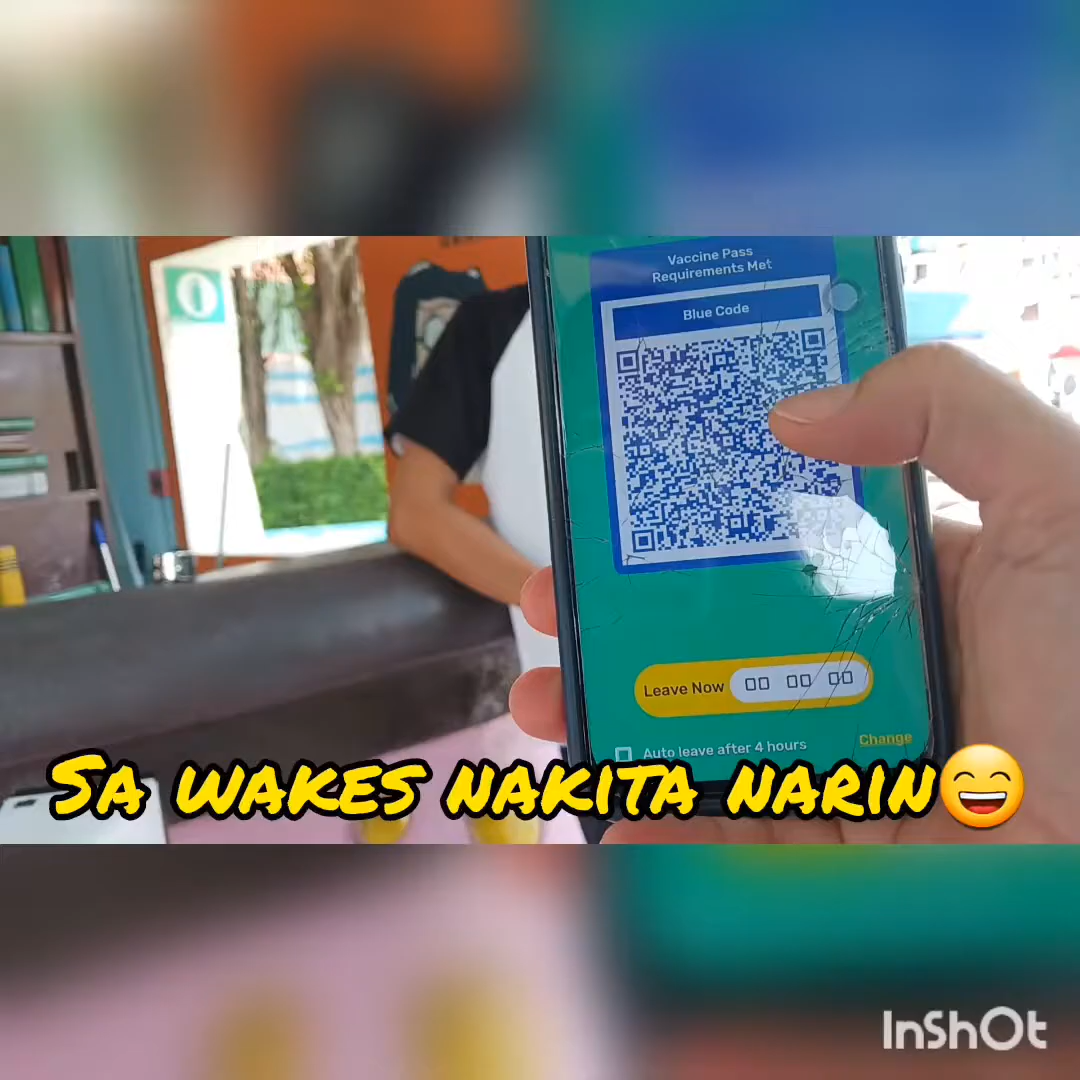 Vaccine Pass
Requirements Met
Blue Code
0
Leave Now 00 00 00
Auto leave after 4 hours
Change
SA WAKES NAKITA NARIN😄
InShOt